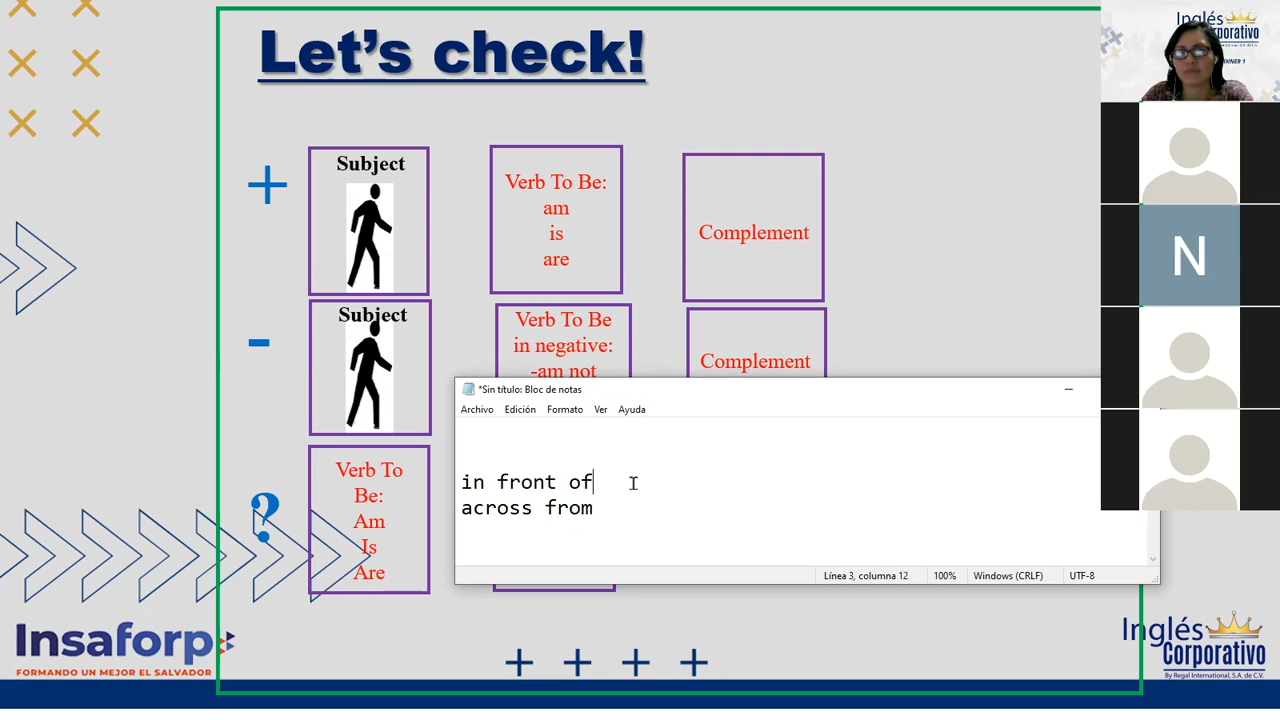 Let's check!
+
Subject
Verb To Be:
am
is
are
Complement
-
Subject
Verb To Be
in negative:
-am not
Complement
?
Verb To
Be:
Am
Is
Are
*Sin título: Bloc de notas
Archivo Edición Formato Ver Ayuda
in front of
across from
Línea 3, columna 12 100% Windows (CRLF) UTF-8
Insaforp
FORMANDO UN MEJOR EL SALVADOR
Inglés
Corporativo
By Regal International, S.A. de C.V.
Inglés
orporativo
NNER 1
N